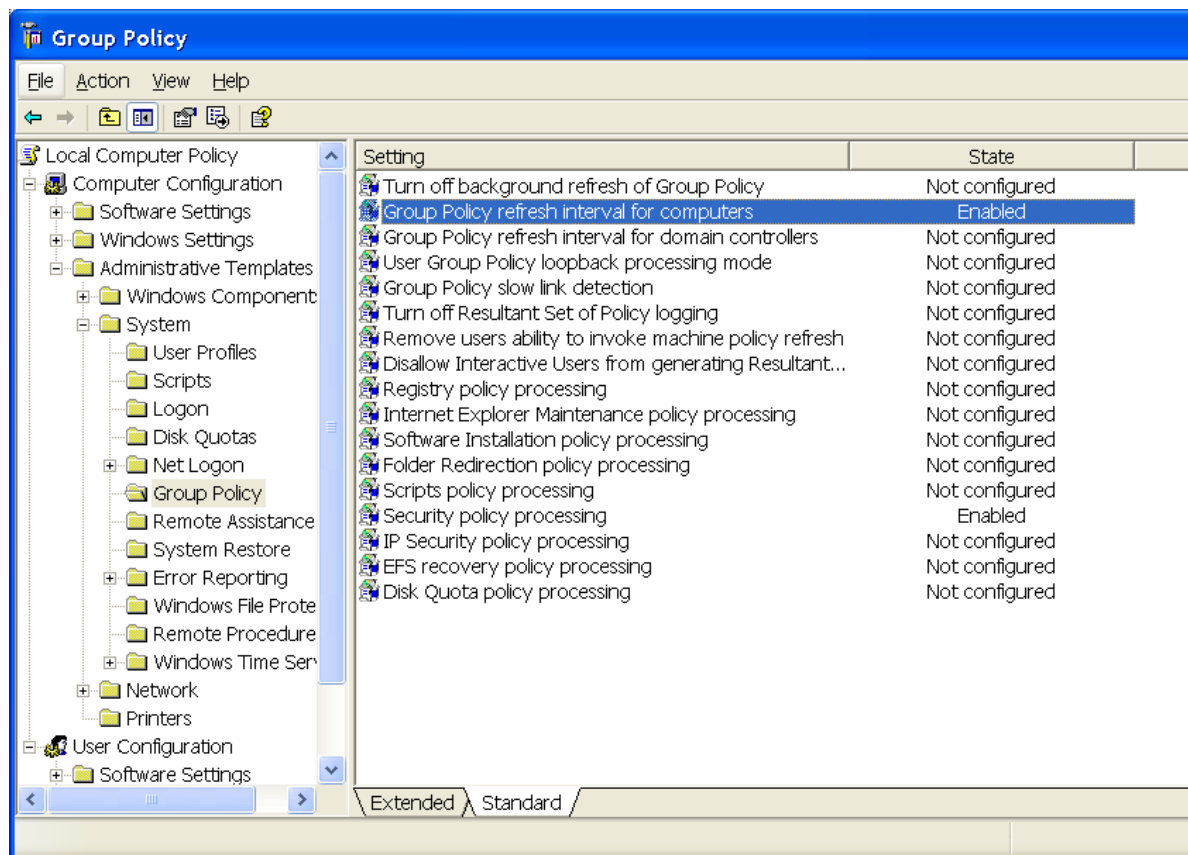 Group Policy
File Action View Help
Local Computer Policy
Computer Configuration
Software Settings
Windows Settings
Administrative Templates
Windows Component
System
User Profiles
Scripts
Logon
Disk Quotas
Net Logon
Group Policy
Remote Assistance
System Restore
Error Reporting
Windows File Prote
Remote Procedure
Windows Time Ser
Network
Printers
User Configuration
Software Settings
Setting State
Turn off background refresh of Group Policy Not configured
Group Policy refresh interval for computers Enabled
Group Policy refresh interval for domain controllers Not configured
User Group Policy loopback processing mode Not configured
Group Policy slow link detection Not configured
Turn off Resultant Set of Policy logging Not configured
Remove users ability to invoke machine policy refresh Not configured
Disallow Interactive Users from generating Resultant... Not configured
Registry policy processing Not configured
Internet Explorer Maintenance policy processing Not configured
Software Installation policy processing Not configured
Folder Redirection policy processing Not configured
Scripts policy processing Not configured
Security policy processing Enabled
IP Security policy processing Not configured
EFS recovery policy processing Not configured
Disk Quota policy processing Not configured
Extended Standard